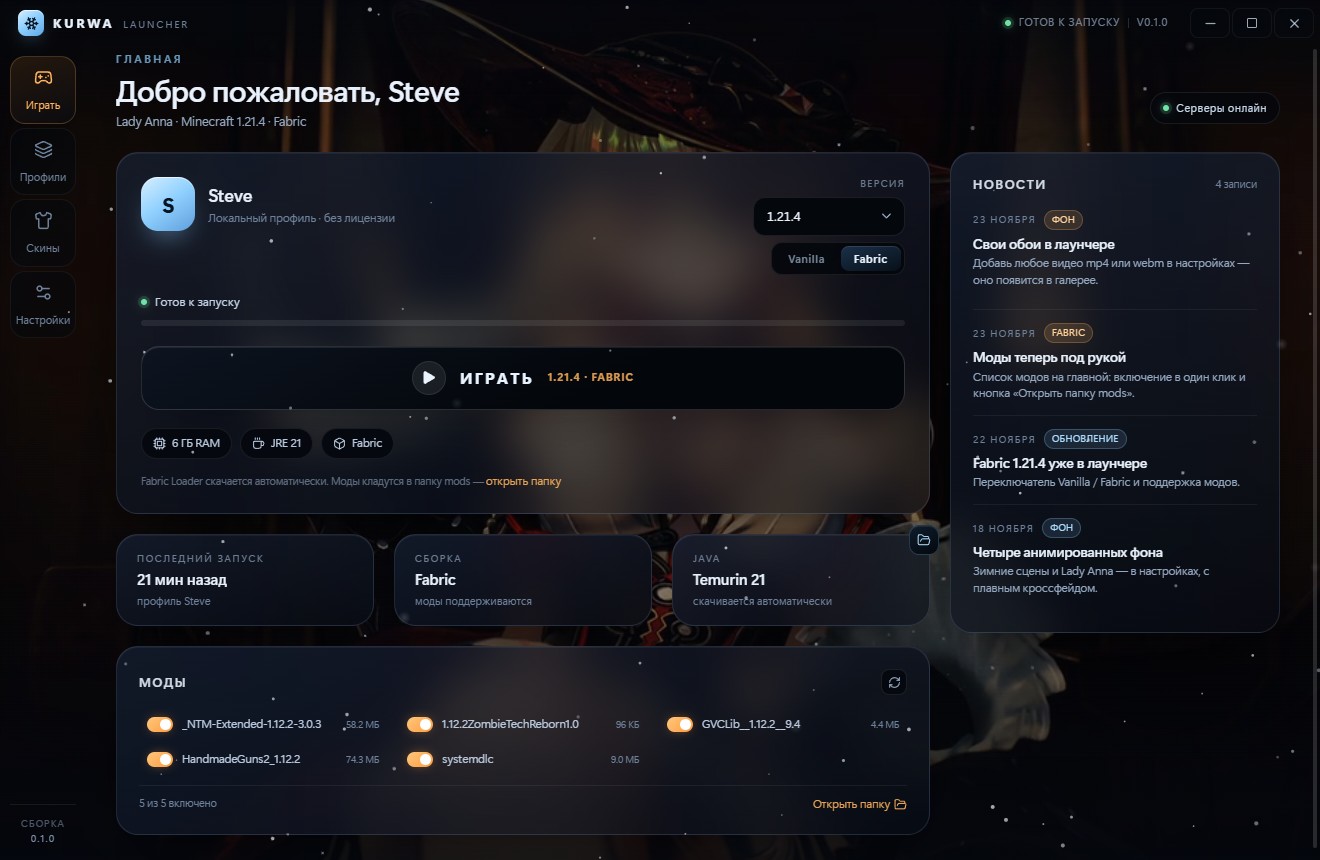 KURWA LAUNCHER
ГОТОВ К ЗАПУСКУ | V0.1.0
Играть
Профили
Скины
Настройки
СБОРКА
0.1.0
ГЛАВНАЯ
Добро пожаловать, Steve
Lady Anna · Minecraft 1.21.4 · Fabric
Серверы онлайн
S
Steve
Локальный профиль · без лицензии
ВЕРСИЯ
1.21.4
Vanilla Fabric
Готов к запуску
ИГРАТЬ 1.21.4 · FABRIC
6 ГБ RAM JRE 21 Fabric
Fabric Loader скачается автоматически. Моды кладутся в папку mods — открыть папку
ПОСЛЕДНИЙ ЗАПУСК
21 мин назад
профиль Steve
СБОРКА
Fabric
моды поддерживаются
JAVA
Temurin 21
скачивается автоматически
МОДЫ
_NTM-Extended-1.12.2-3.0.3 58.2 МБ
1.12.2ZombieTechReborn1.0 96 КБ
GVCLib__1.12.2__9.4 4.4 МБ
HandmadeGuns2_1.12.2 74.3 МБ
systemdlc 9.0 МБ
5 из 5 включено
Открыть папку
НОВОСТИ 4 записи
23 НОЯБРЯ ФОН
Свои обои в лаунчере
Добавь любое видео mp4 или webm в настройках —
оно появится в галерее.
23 НОЯБРЯ FABRIC
Моды теперь под рукой
Список модов на главной: включение в один клик и
кнопка «Открыть папку mods».
22 НОЯБРЯ ОБНОВЛЕНИЕ
Fabric 1.21.4 уже в лаунчере
Переключатель Vanilla / Fabric и поддержка модов.
18 НОЯБРЯ ФОН
Четыре анимированных фона
Зимние сцены и Lady Anna — в настройках, с
плавным кроссфейдом.